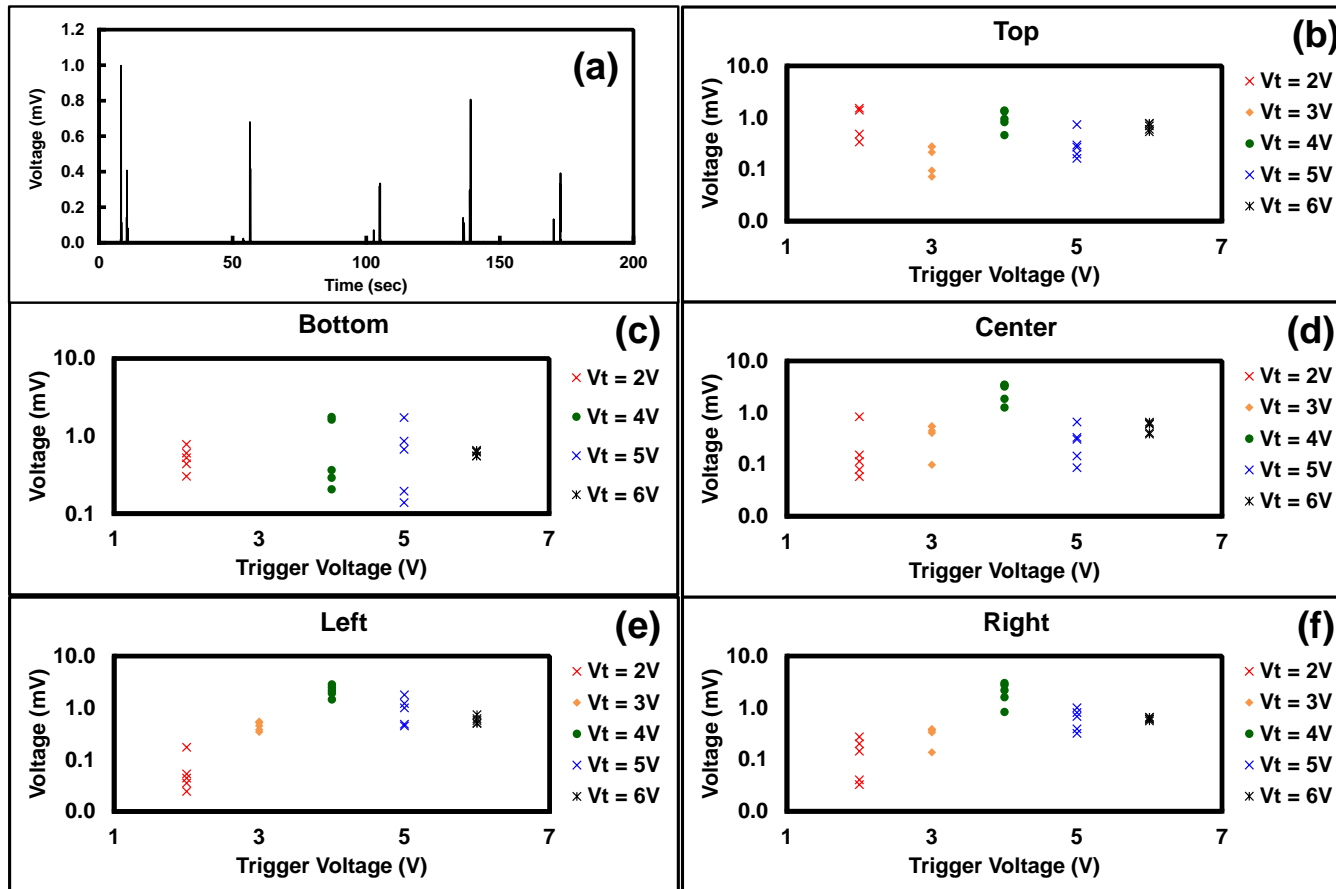 (a)
1.2
1.0
0.8
0.6
0.4
0.2
0.0
Voltage (mV)
0 50 100 150 200
Time (sec)
Top
(b)
10.0
1.0
0.1
0.0
Voltage (mV)
1 3 5 7
Trigger Voltage (V)
Vt = 2V
Vt = 3V
Vt = 4V
Vt = 5V
Vt = 6V
Bottom
(c)
10.0
1.0
0.1
Voltage (mV)
1 3 5 7
Trigger Voltage (V)
Vt = 2V
Vt = 4V
Vt = 5V
Vt = 6V
Center
(d)
10.0
1.0
0.1
0.0
Voltage (mV)
1 3 5 7
Trigger Voltage (V)
Vt = 2V
Vt = 3V
Vt = 4V
Vt = 5V
Vt = 6V
Left
(e)
10.0
1.0
0.1
0.0
Voltage (mV)
1 3 5 7
Trigger Voltage (V)
Vt = 2V
Vt = 3V
Vt = 4V
Vt = 5V
Vt = 6V
Right
(f)
10.0
1.0
0.1
0.0
Voltage (mV)
1 3 5 7
Trigger Voltage (V)
Vt = 2V
Vt = 3V
Vt = 4V
Vt = 5V
Vt = 6V